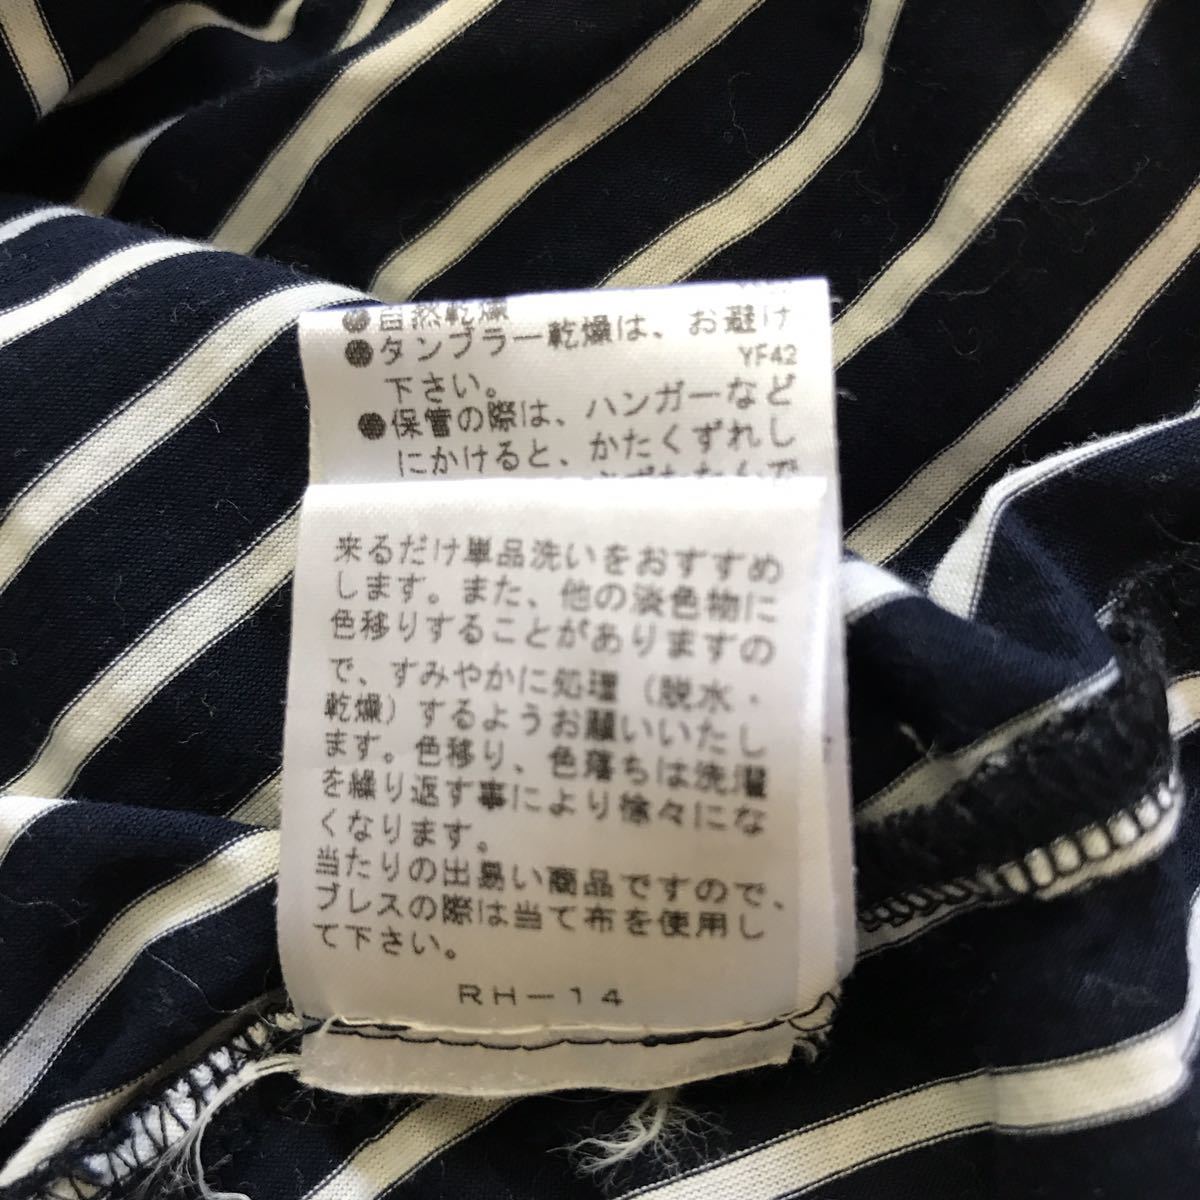 自然乾燥
タンブラー乾燥は、お避け
YF42
下さい。
保管の際は、ハンガーなど
にかけると、かたくずれし
来るだけ単品洗いをおすすめ
します。また、他の淡色物に
色移りすることがありますの
で、すみやかに処理（脱水・
乾燥）するようお願いいたし
ます。色移り、色落ちは洗濯
を繰り返す事により徐々にな
くなります。
当たりの出易い商品ですので、
プレスの際は当て布を使用し
て下さい。
RH-14